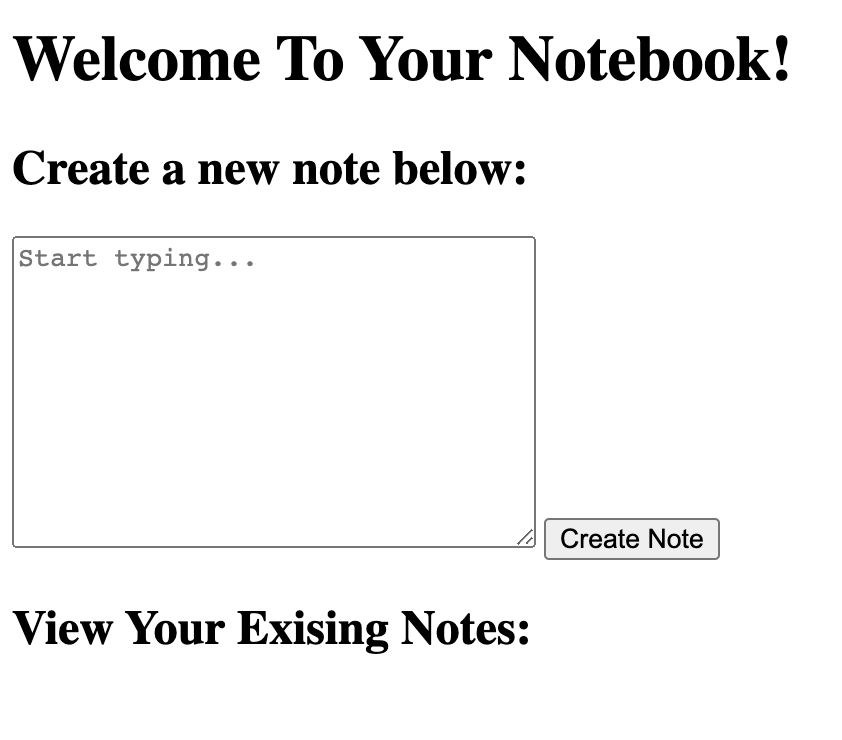 Welcome To Your Notebook!
Create a new note below:
Start typing...
Create Note
View Your Exising Notes: